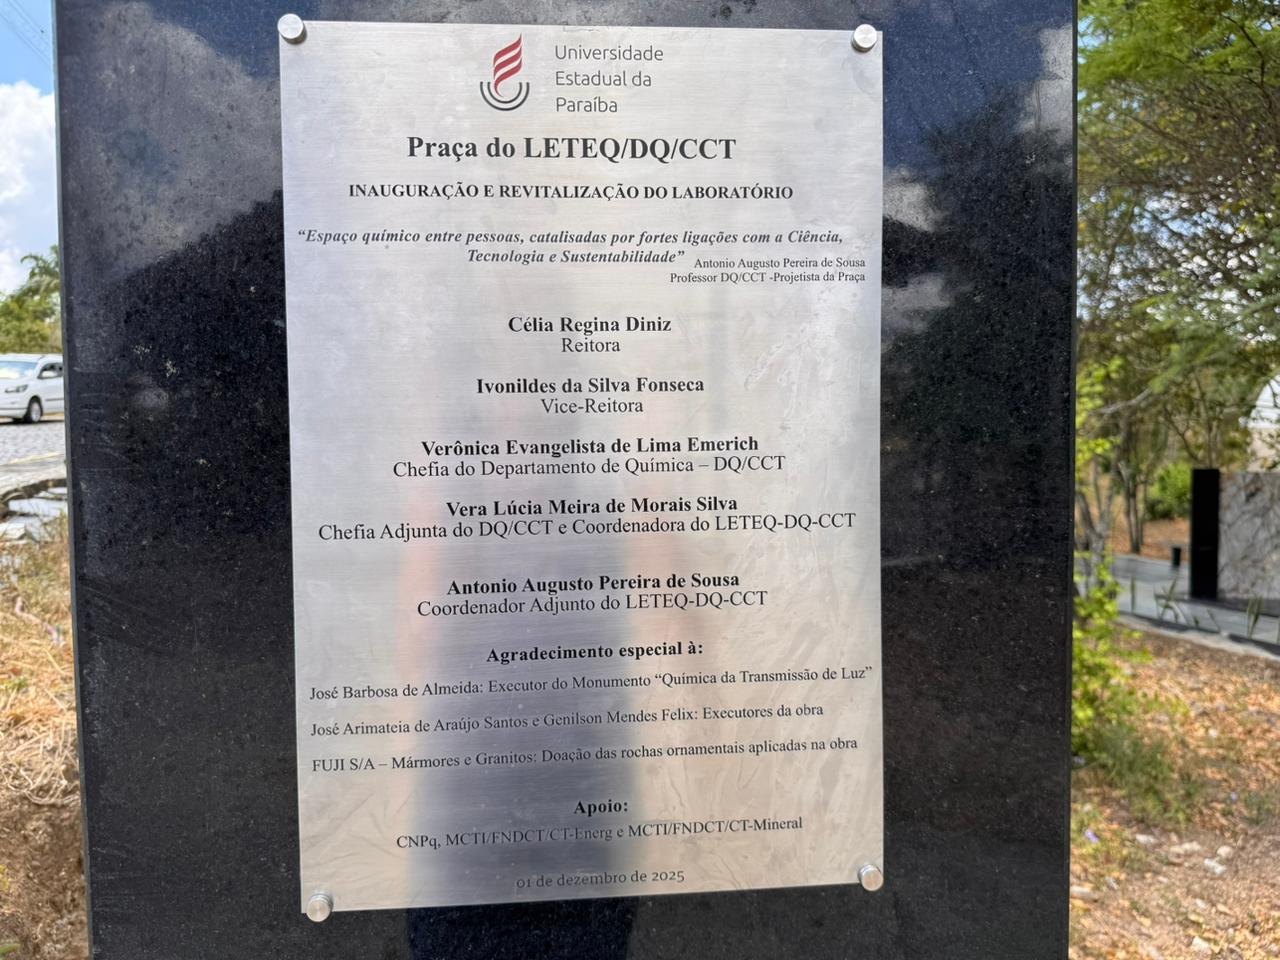 Universidade
Estadual da
Paraíba
Praça do LETEQ/DQ/CCT
INAUGURAÇÃO E REVITALIZAÇÃO DO LABORATÓRIO
“Espaço químico entre pessoas, catalisadas por fortes ligações com a Ciência,
Tecnologia e Sustentabilidade”
Antonio Augusto Pereira de Sousa
Professor DQ/CCT -Projetista da Praça
Célia Regina Diniz
Reitora
Ivonildes da Silva Fonseca
Vice-Reitora
Verônica Evangelista de Lima Emerich
Chefia do Departamento de Química – DQ/CCT
Vera Lúcia Meira de Morais Silva
Chefia Adjunta do DQ/CCT e Coordenadora do LETEQ-DQ-CCT
Antonio Augusto Pereira de Sousa
Coordenador Adjunto do LETEQ-DQ-CCT
Agradecimento especial à:
José Barbosa de Almeida: Executor do Monumento “Química da Transmissão de Luz”
José Arimateia de Araújo Santos e Genilson Mendes Felix: Executores da obra
FUJI S/A – Mármores e Granitos: Doação das rochas ornamentais aplicadas na obra
Apoio:
CNPq, MCTI/FNDCT/CT-Energ e MCTI/FNDCT/CT-Mineral
01 de dezembro de 2025